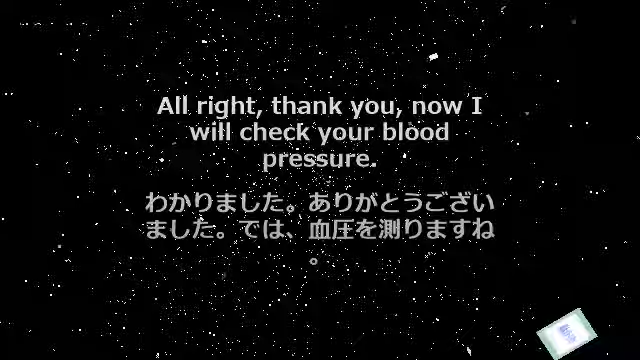 All right, thank you, now I
will check your blood
pressure.
わかりました。ありがとうござい
ました。では、血圧を測りますね
。